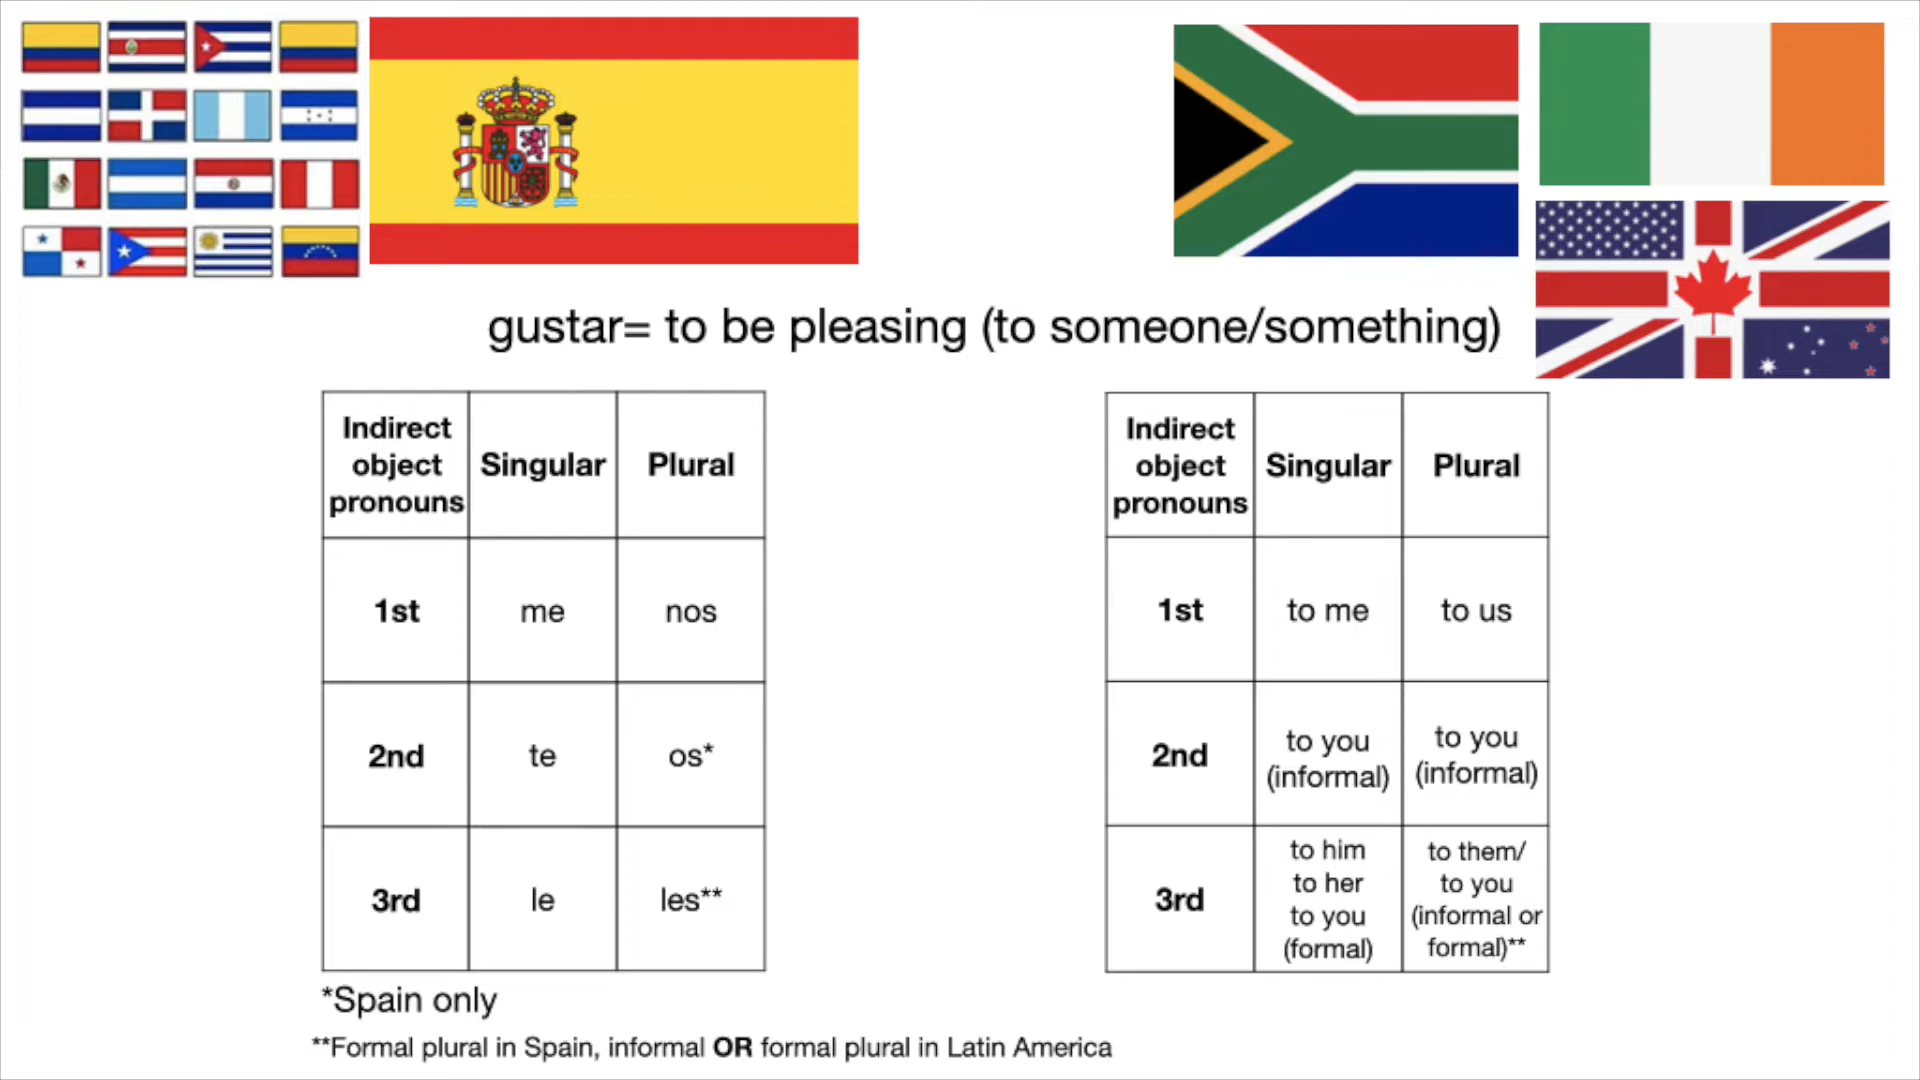 gustar= to be pleasing (to someone/something)
Indirect
object
pronouns
Singular
Plural
1st
me
nos
2nd
te
os*
3rd
le
les**
*Spain only
**Formal plural in Spain, informal OR formal plural in Latin America
Indirect
object
pronouns
Singular
Plural
1st
to me
to us
2nd
to you
(informal)
to you
(informal)
3rd
to him
to her
to you
(formal)
to them/
to you
(informal or
formal)**